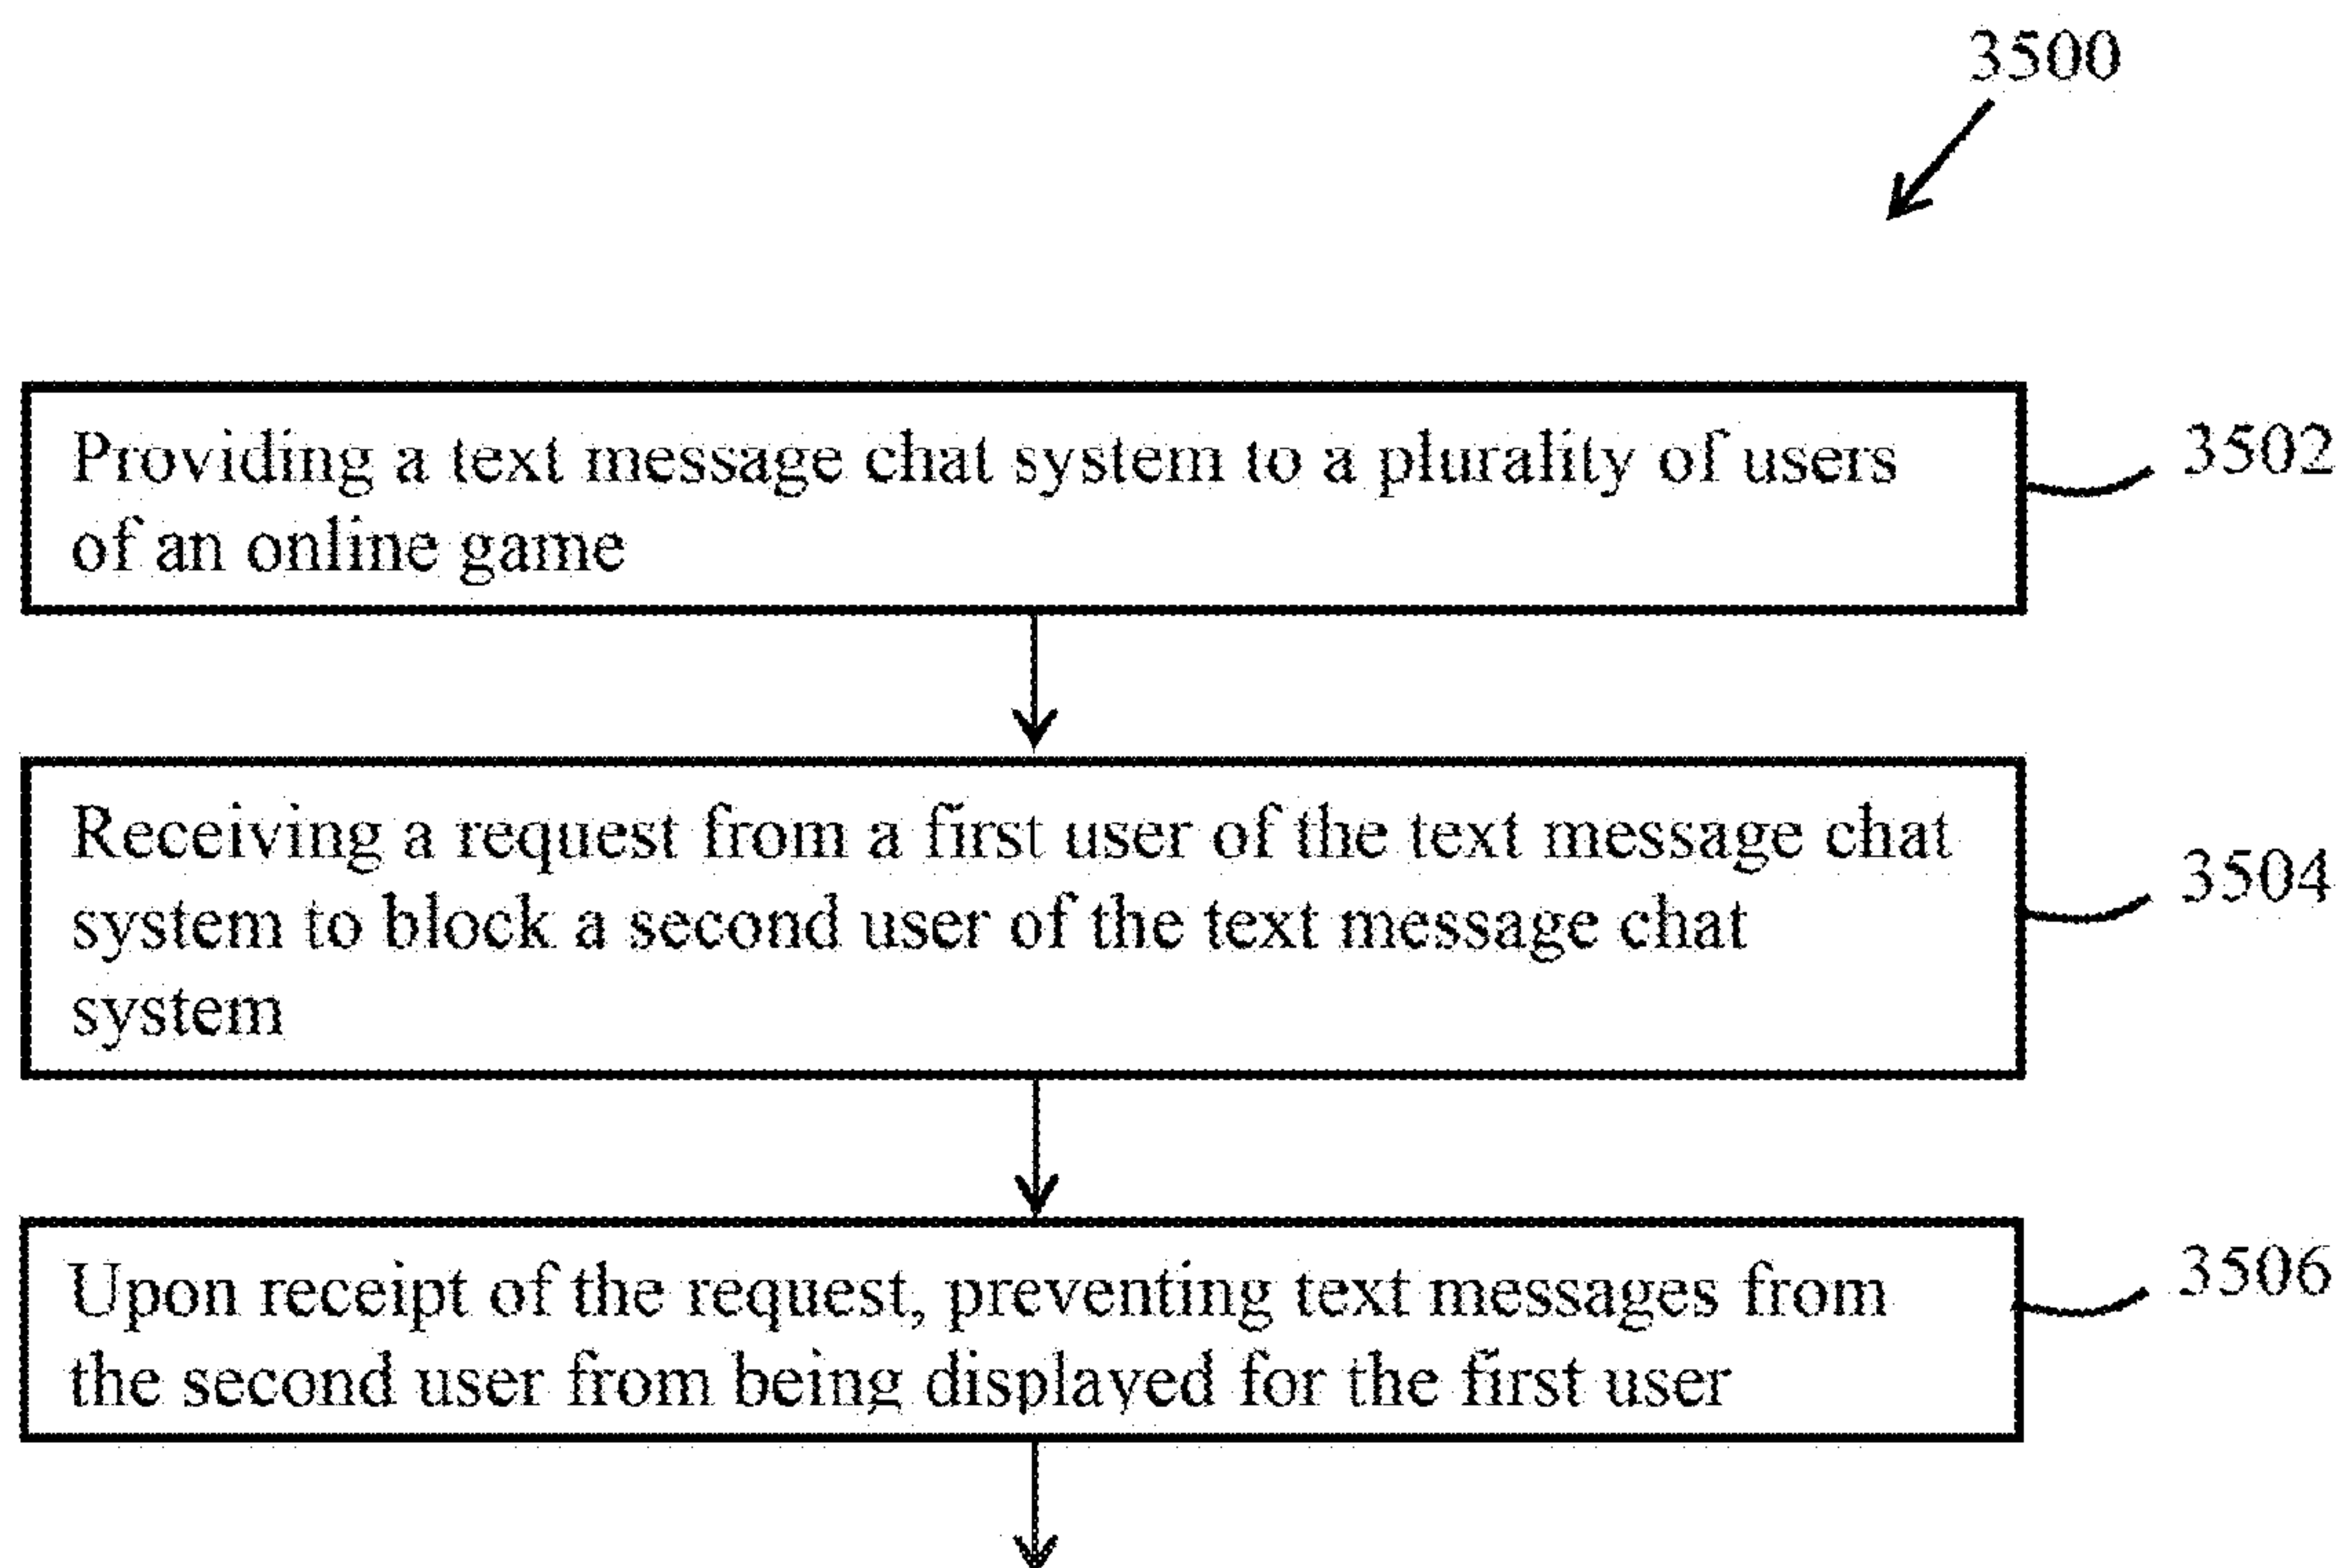 3500
Providing a text message chat system to a plurality of users
of an online game
3502
Receiving a request from a first user of the text message chat
system to block a second user of the text message chat
system
3504
Upon receipt of the request, preventing text messages from
the second user from being displayed for the first user
3506